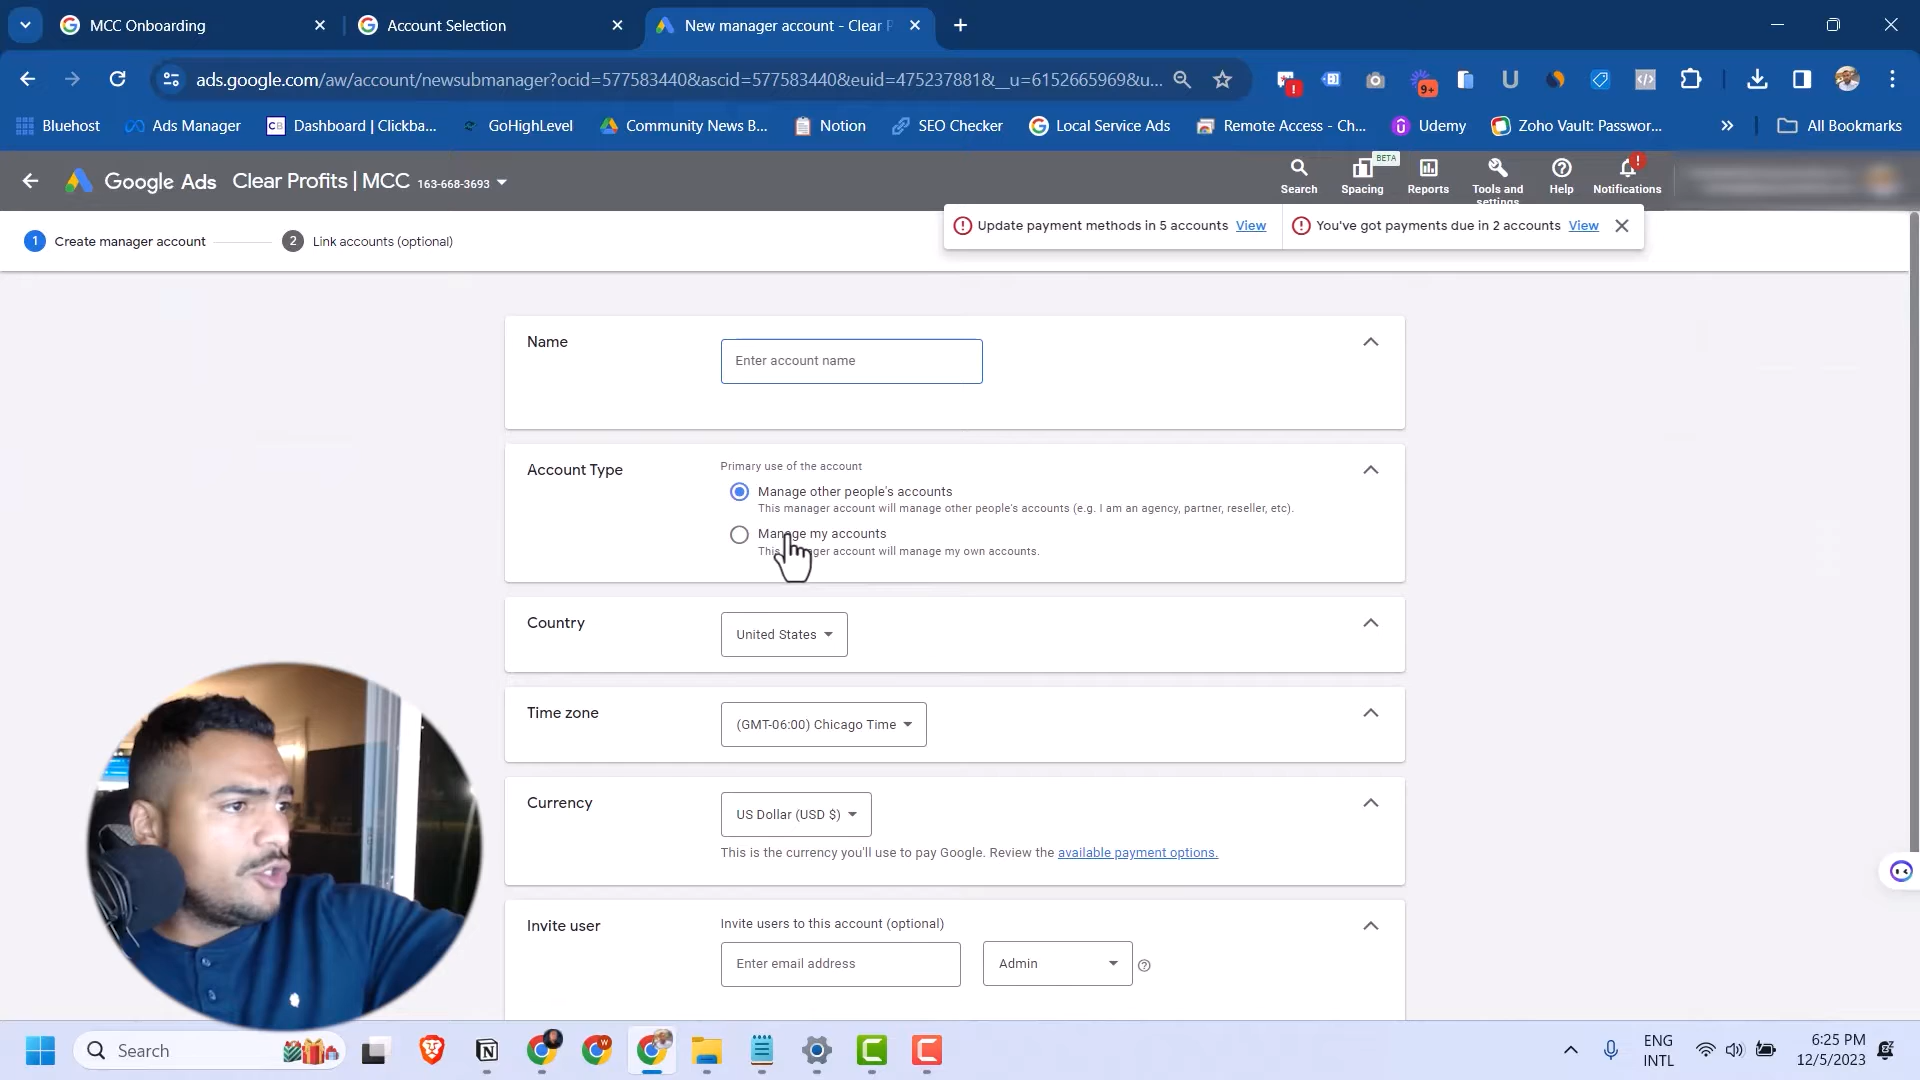 MCC Onboarding
Account Selection
New manager account - Clear P
ads.google.com/aw/account/newsubmanager?ocid=577583440&ascid=577583440&euid=475237881&__u=6152665969&u...
!
9+
Bluehost
Ads Manager
CB
Dashboard | Clickba...
GoHighLevel
Community News B...
Notion
SEO Checker
Local Service Ads
Remote Access - Ch...
Udemy
Zoho Vault: Passwor...
All Bookmarks
Google Ads
Clear Profits | MCC 163-668-3693
Search
BETA
Spacing
Reports
Tools and settings
Help
!
Notifications
1 Create manager account
2 Link accounts (optional)
Update payment methods in 5 accounts View
You've got payments due in 2 accounts View
Name
Enter account name
Account Type
Primary use of the account
Manage other people's accounts
This manager account will manage other people's accounts (e.g. I am an agency, partner, reseller, etc).
Manage my accounts
This manager account will manage my own accounts.
Country
United States
Time zone
(GMT-06:00) Chicago Time
Currency
US Dollar (USD $)
This is the currency you'll use to pay Google. Review the available payment options.
Invite user
Invite users to this account (optional)
Enter email address
Admin
Search
ENG
INTL
6:25 PM
12/5/2023